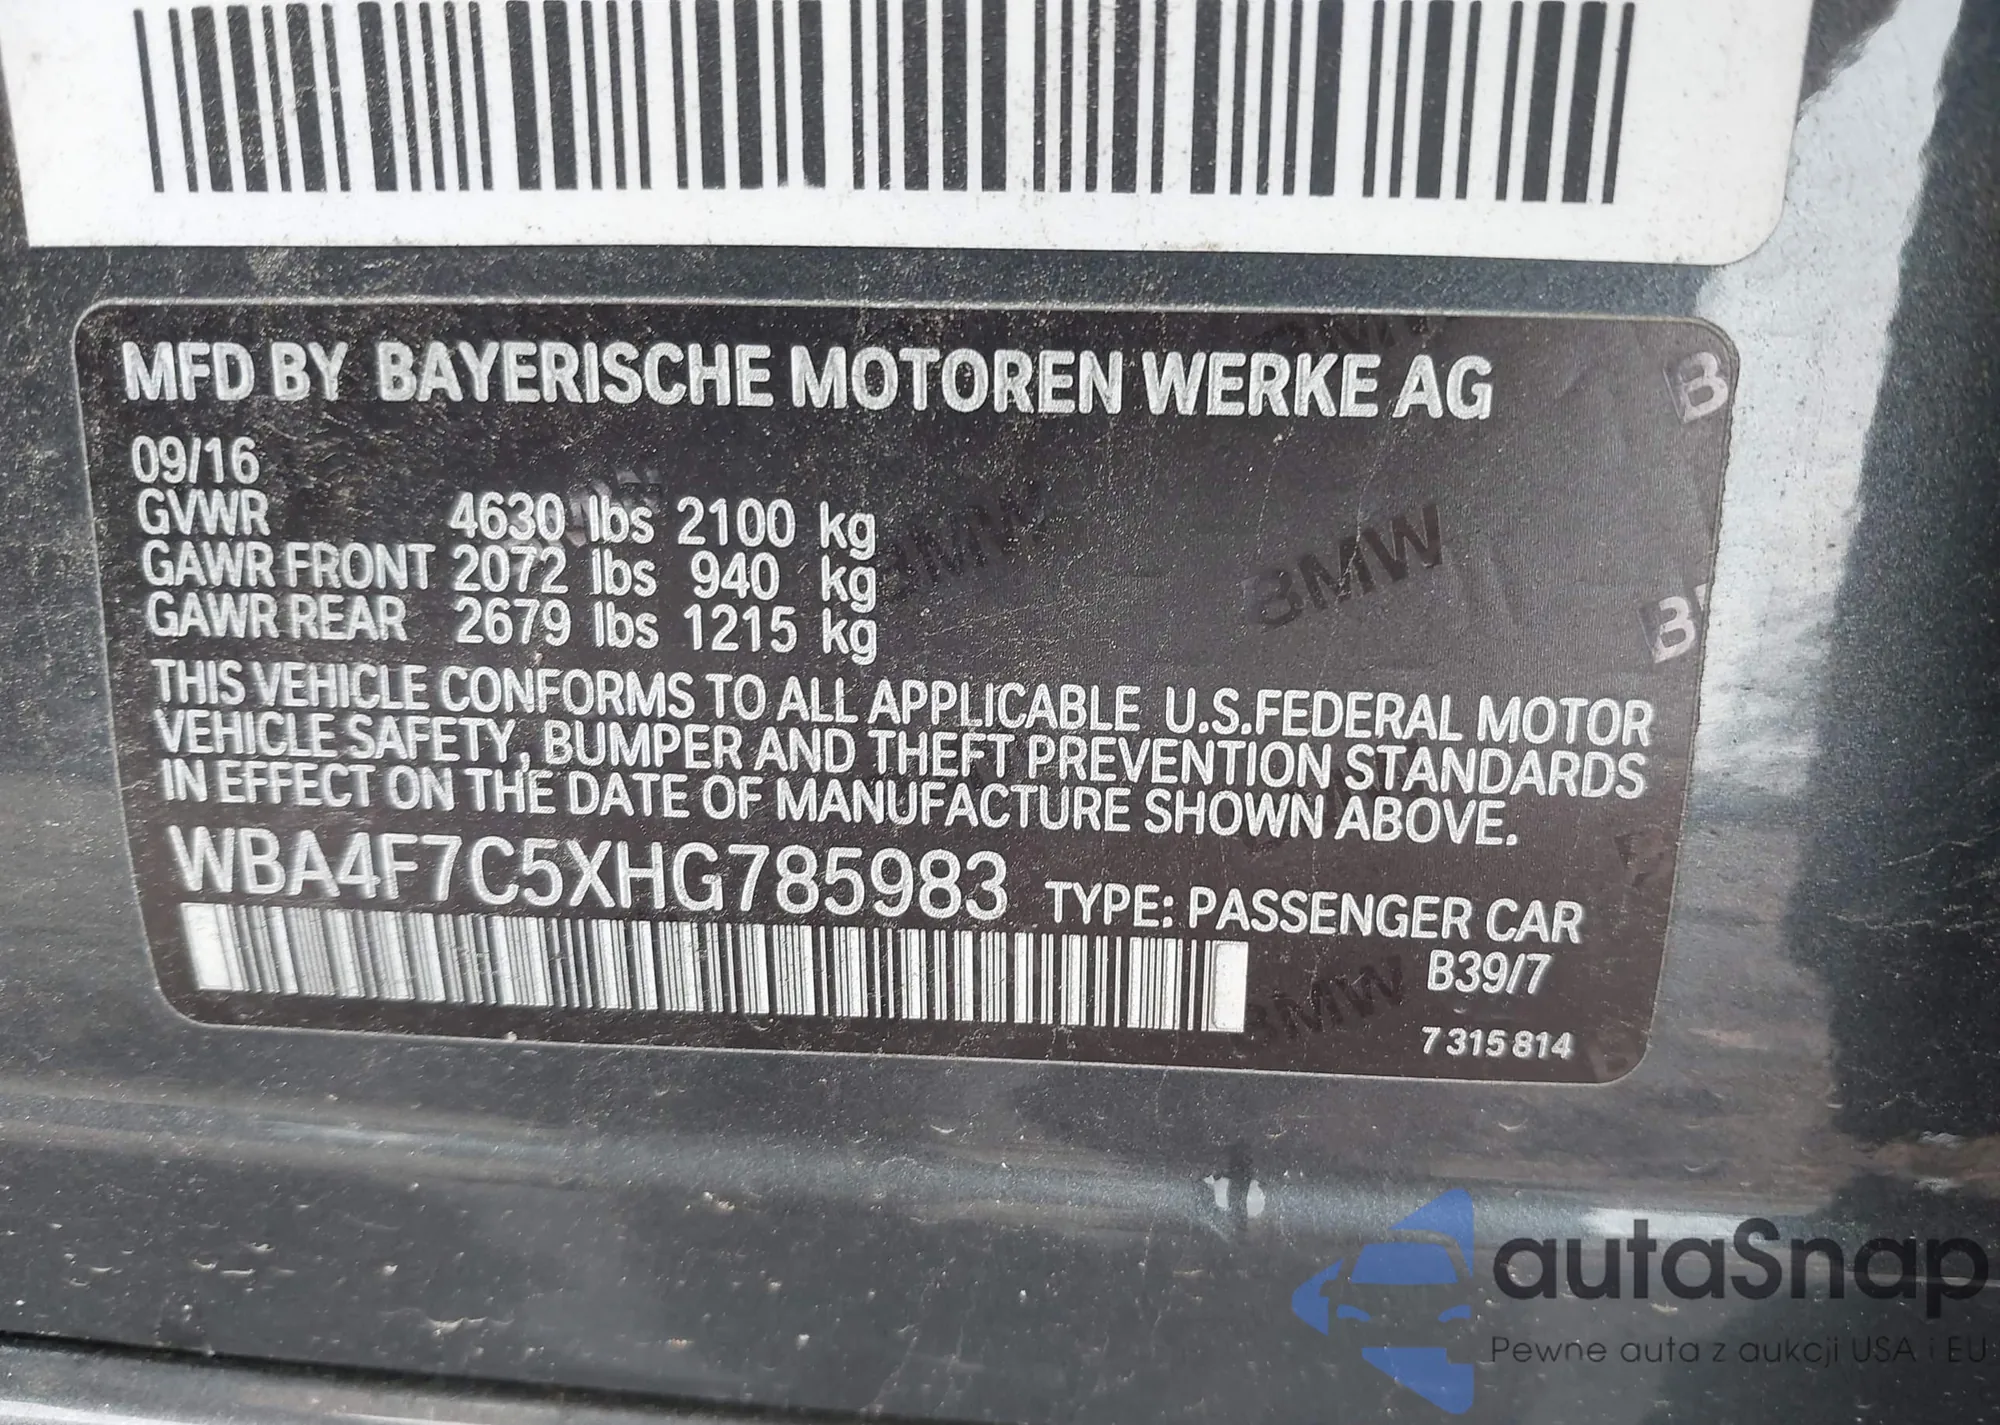 MFD BY BAYERISCHE MOTOREN WERKE AG
09/16
GVWR 4630 lbs 2100 kg
GAWR FRONT 2072 lbs 940 kg
GAWR REAR 2679 lbs 1215 kg
THIS VEHICLE CONFORMS TO ALL APPLICABLE U.S.FEDERAL MOTOR
VEHICLE SAFETY, BUMPER AND THEFT PREVENTION STANDARDS
IN EFFECT ON THE DATE OF MANUFACTURE SHOWN ABOVE.
WBA4F7C5XHG785983 TYPE: PASSENGER CAR
B39/7
7 315 814
BMW
BMW
BMW
autaSnap
Pewne auta z aukcji USA i EU